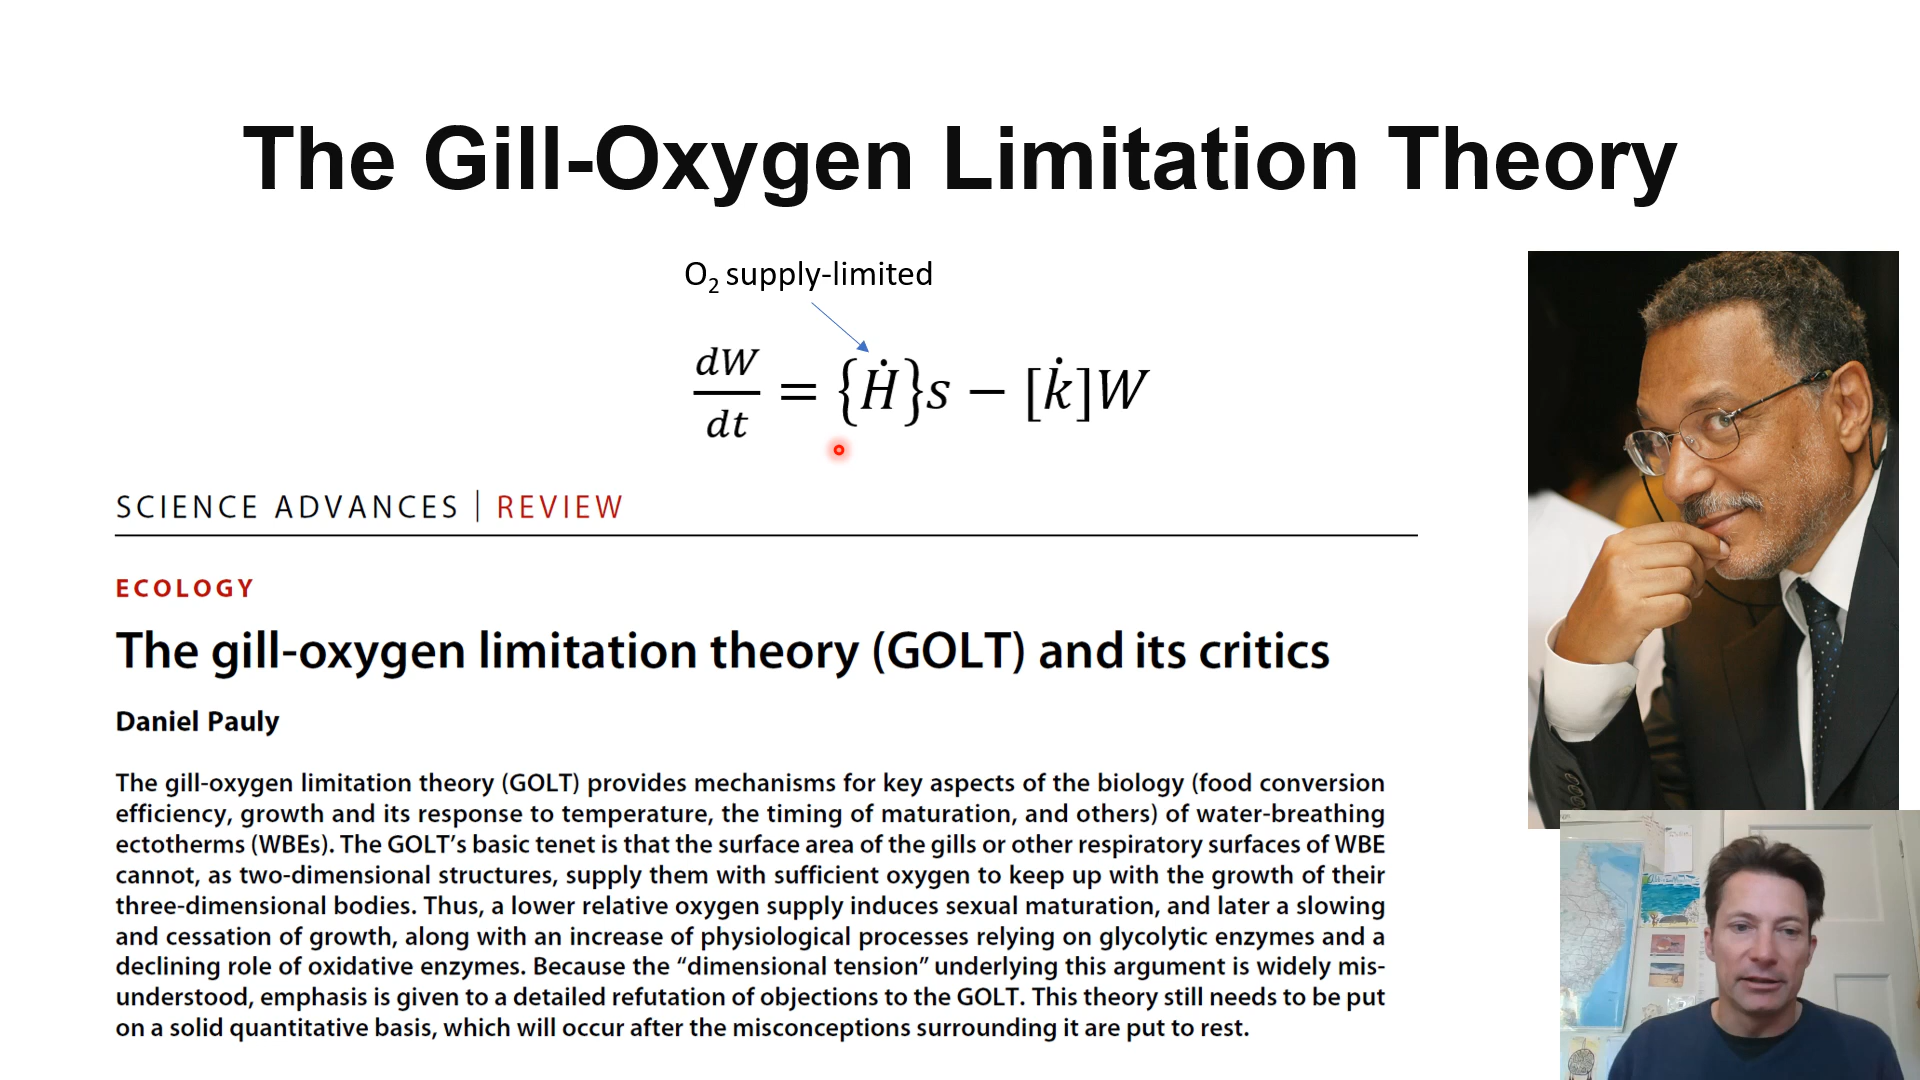 The Gill-Oxygen Limitation Theory
O₂ supply-limited
dW/dt = {Ḣ}s − [k̇]W
SCIENCE ADVANCES | REVIEW
ECOLOGY
The gill-oxygen limitation theory (GOLT) and its critics
Daniel Pauly
The gill-oxygen limitation theory (GOLT) provides mechanisms for key aspects of the biology (food conversion
efficiency, growth and its response to temperature, the timing of maturation, and others) of water-breathing
ectotherms (WBEs). The GOLT’s basic tenet is that the surface area of the gills or other respiratory surfaces of WBE
cannot, as two-dimensional structures, supply them with sufficient oxygen to keep up with the growth of their
three-dimensional bodies. Thus, a lower relative oxygen supply induces sexual maturation, and later a slowing
and cessation of growth, along with an increase of physiological processes relying on glycolytic enzymes and a
declining role of oxidative enzymes. Because the “dimensional tension” underlying this argument is widely mis-
understood, emphasis is given to a detailed refutation of objections to the GOLT. This theory still needs to be put
on a solid quantitative basis, which will occur after the misconceptions surrounding it are put to rest.